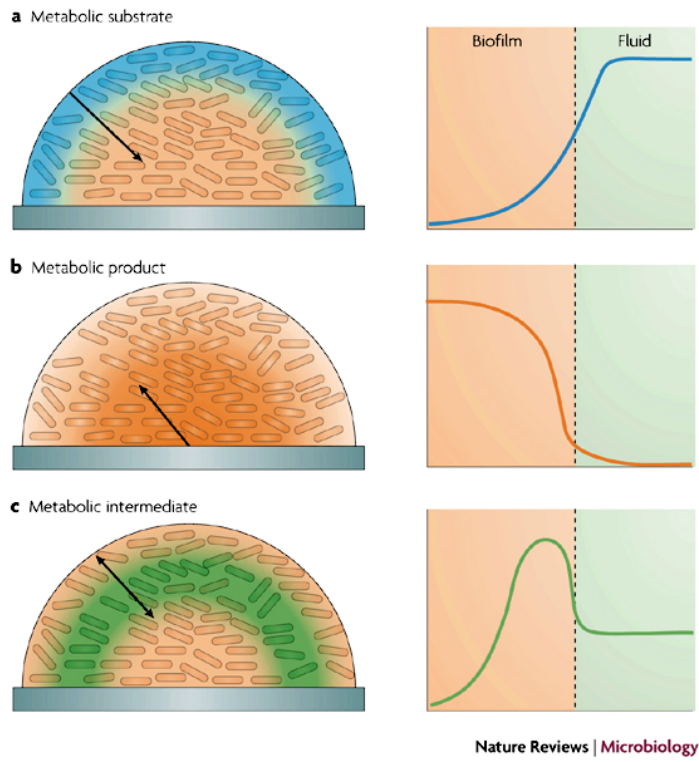 a Metabolic substrate
Biofilm Fluid
b Metabolic product
c Metabolic intermediate
Nature Reviews | Microbiology